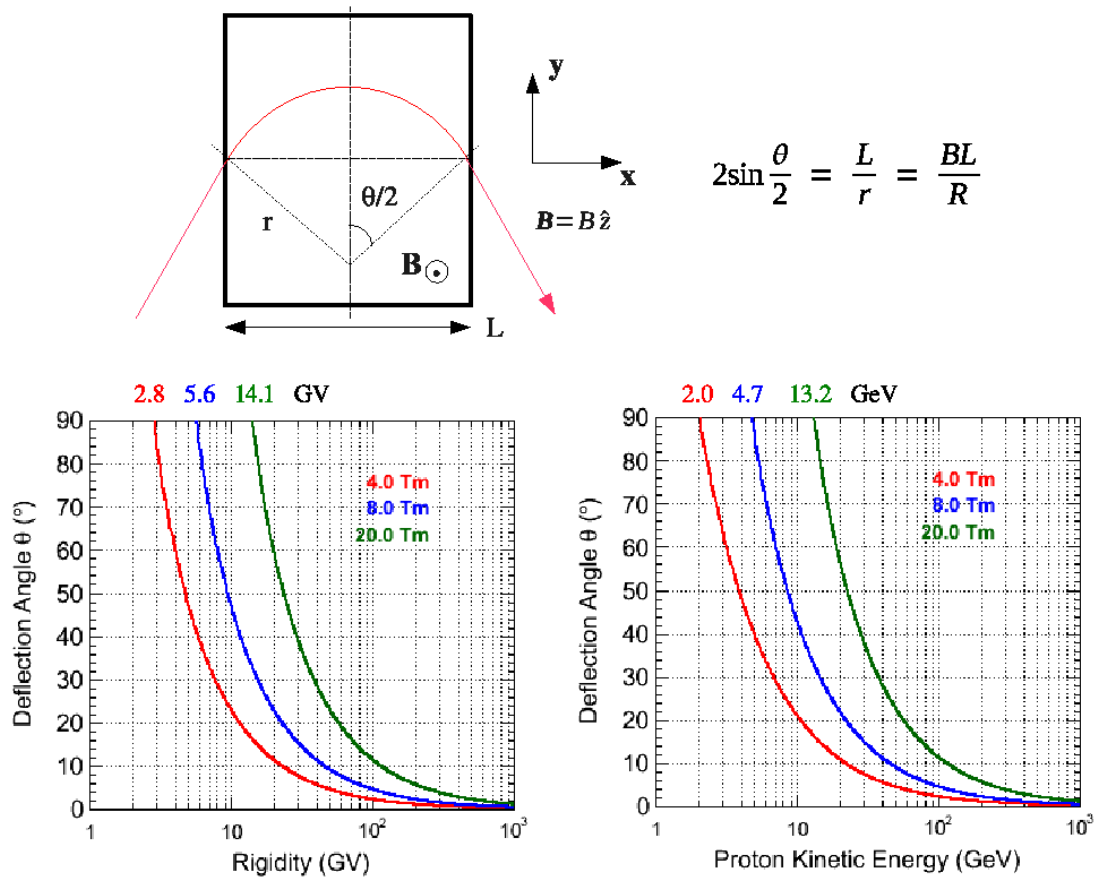 y
x
B = B ẑ
θ/2
r
B
L
2sin θ/2 = L/r = BL/R
2.8 5.6 14.1 GV
90
80
70
60
50
40
30
20
10
0
4.0 Tm
8.0 Tm
20.0 Tm
Deflection Angle θ (°)
1 10 10² 10³
Rigidity (GV)
2.0 4.7 13.2 GeV
90
80
70
60
50
40
30
20
10
0
4.0 Tm
8.0 Tm
20.0 Tm
Deflection Angle θ (°)
1 10 10² 10³
Proton Kinetic Energy (GeV)